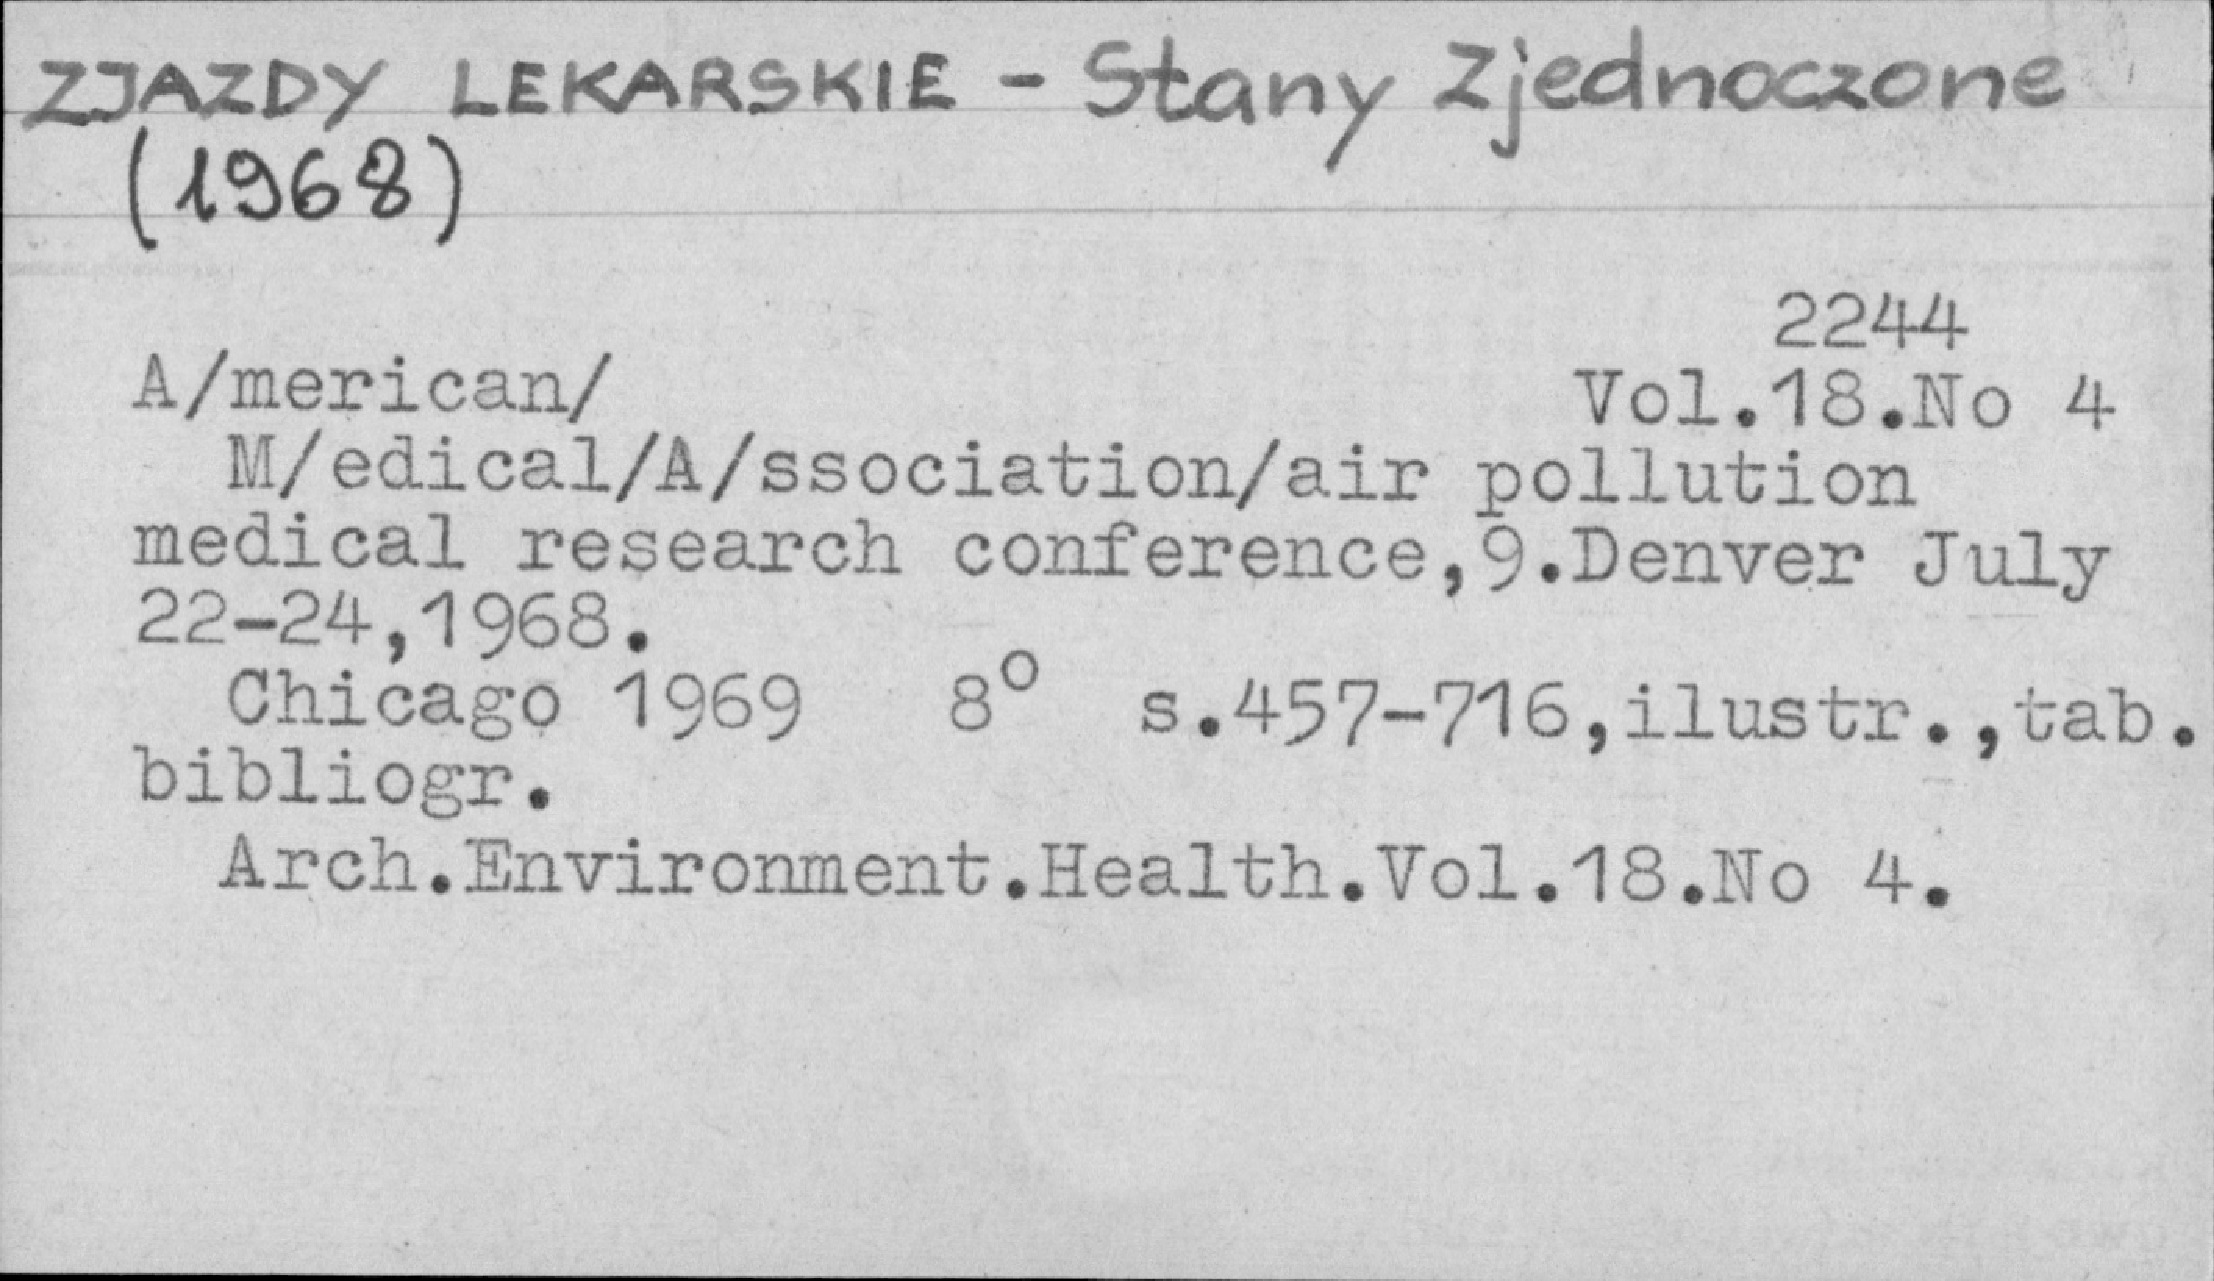 ZJAZDY LEKARSKIE - Stany Zjednoczone
(1968)
2244
A/merican/ Vol.18.No 4
M/edical/A/ssociation/air pollution
medical research conference,9.Denver July
22-24,1968.
Chicago 1969 8° s.457-716,ilustr.,tab.
bibliogr.
Arch.Environment.Health.Vol.18.No 4.